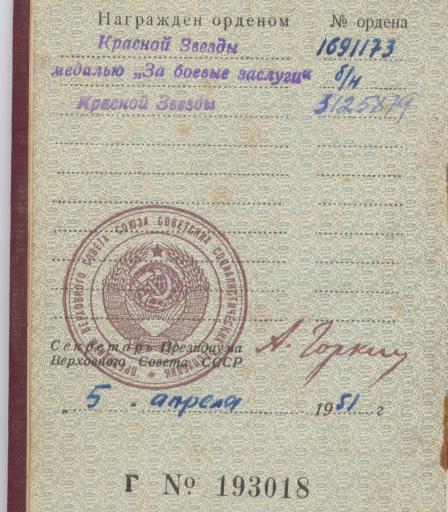 Награжден орденом № ордена
Красной Звезды 1691173
медалью „За боевые заслуги“ б/н
Красной Звезды 3125879
Секретарь Президиума
Верховного Совета СССР
А. Горкин
„ 5 “ апреля 1951 г
Г № 193018